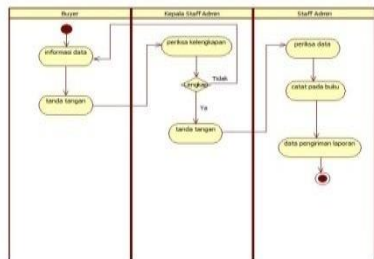 Buyer
Kepala Staff Admin
Staff Admin
informasi data
periksa kelengkapan
periksa data
Lengkap
Tidak
tanda tangan
catat pada buku
Ya
tanda tangan
data pengiriman laporan